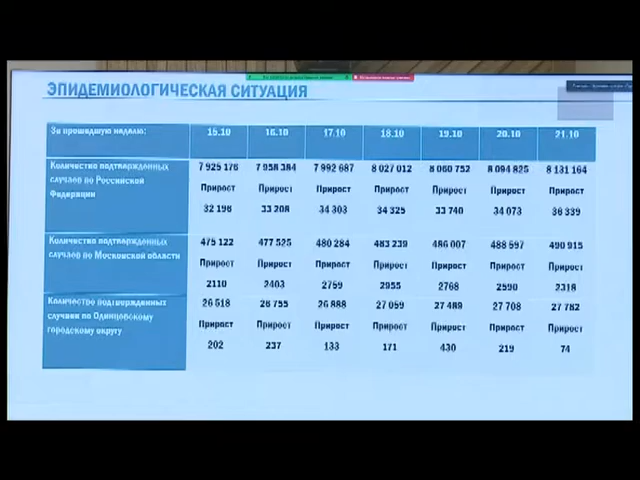 ЭПИДЕМИОЛОГИЧЕСКАЯ СИТУАЦИЯ
За прошедшую неделю: 15.10 16.10 17.10 18.10 19.10 20.10 21.10
Количество подтвержденных
случаев по Российской
Федерации
7 925 176 7 958 384 7 992 687 8 027 012 8 060 752 8 094 825 8 131 164
Прирост Прирост Прирост Прирост Прирост Прирост Прирост
32 196 33 208 34 303 34 325 33 740 34 073 36 339
Количество подтвержденных
случаев по Московской области
475 122 477 525 480 284 483 239 486 007 488 597 490 915
Прирост Прирост Прирост Прирост Прирост Прирост Прирост
2110 2403 2759 2955 2768 2590 2318
Количество подтвержденных
случаев по Одинцовскому
городскому округу
26 518 26 755 26 888 27 059 27 489 27 708 27 782
Прирост Прирост Прирост Прирост Прирост Прирост Прирост
202 237 133 171 430 219 74